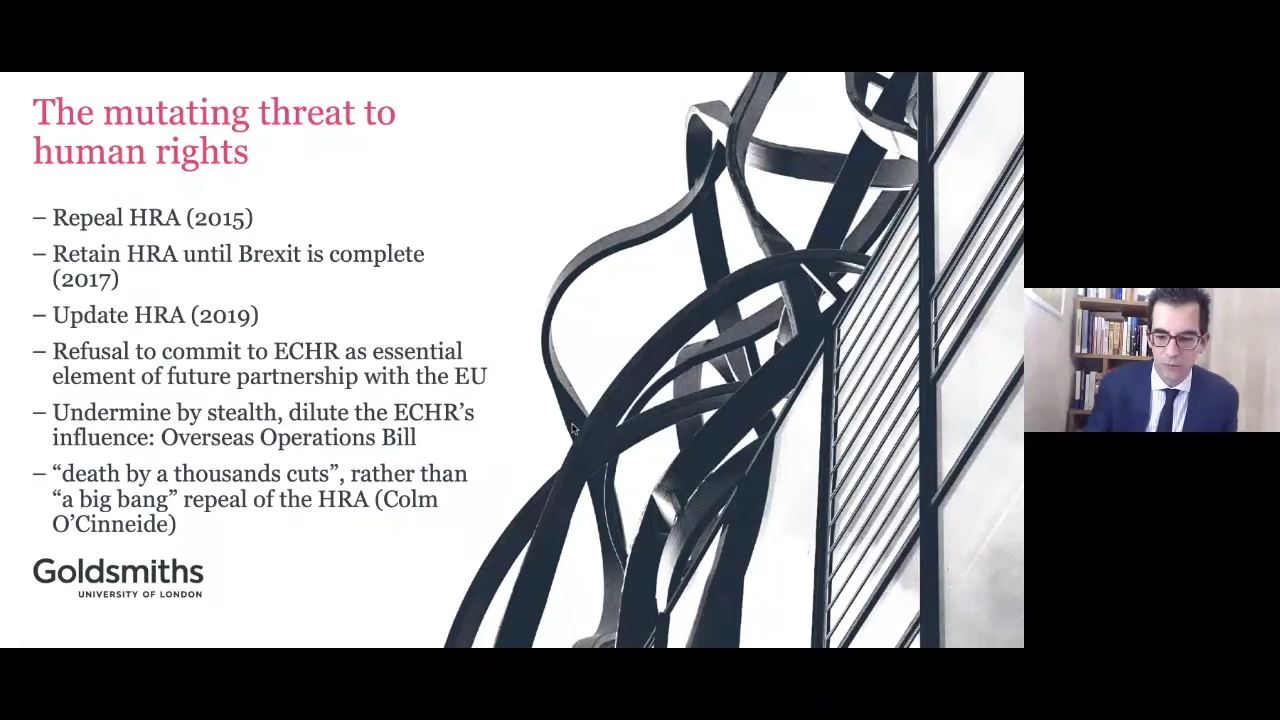 The mutating threat to
human rights
– Repeal HRA (2015)
– Retain HRA until Brexit is complete
(2017)
– Update HRA (2019)
– Refusal to commit to ECHR as essential
element of future partnership with the EU
– Undermine by stealth, dilute the ECHR’s
influence: Overseas Operations Bill
– “death by a thousands cuts”, rather than
“a big bang” repeal of the HRA (Colm
O’Cinneide)
Goldsmiths
UNIVERSITY OF LONDON